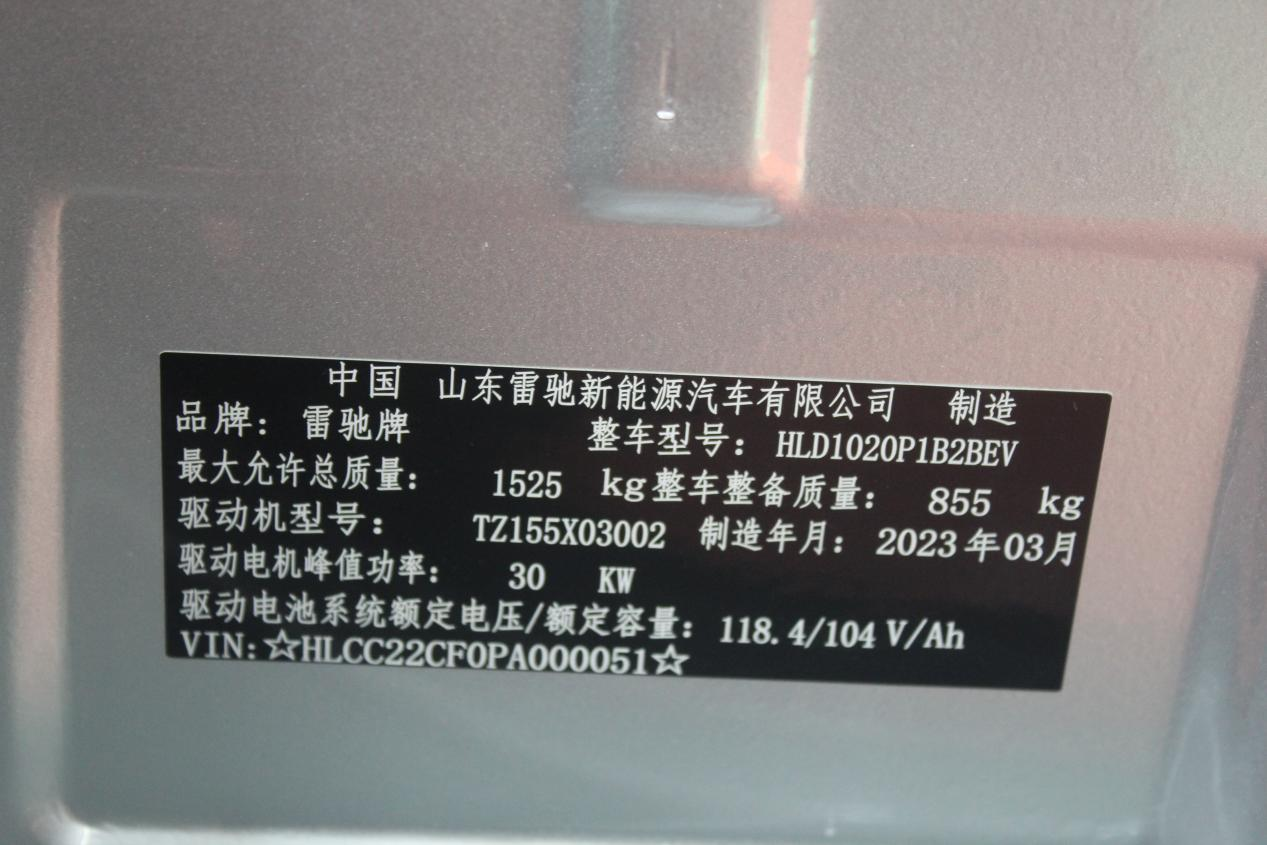 中国 山东雷驰新能源汽车有限公司 制造
品牌: 雷驰牌 整车型号: HLD1020P1B2BEV
最大允许总质量: 1525 kg 整车整备质量: 855 kg
驱动机型号: TZ155X03002 制造年月: 2023年03月
驱动电机峰值功率: 30 KW
驱动电池系统额定电压/额定容量: 118.4/104 V/Ah
VIN:☆HLCC22CF0PA000051☆